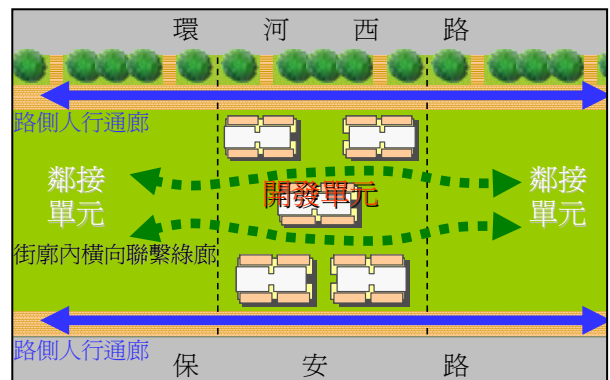 環河西路
路側人行通廊
鄰接
單元
開發單元
鄰接
單元
街廓內橫向聯繫綠廊
路側人行通廊
保安路